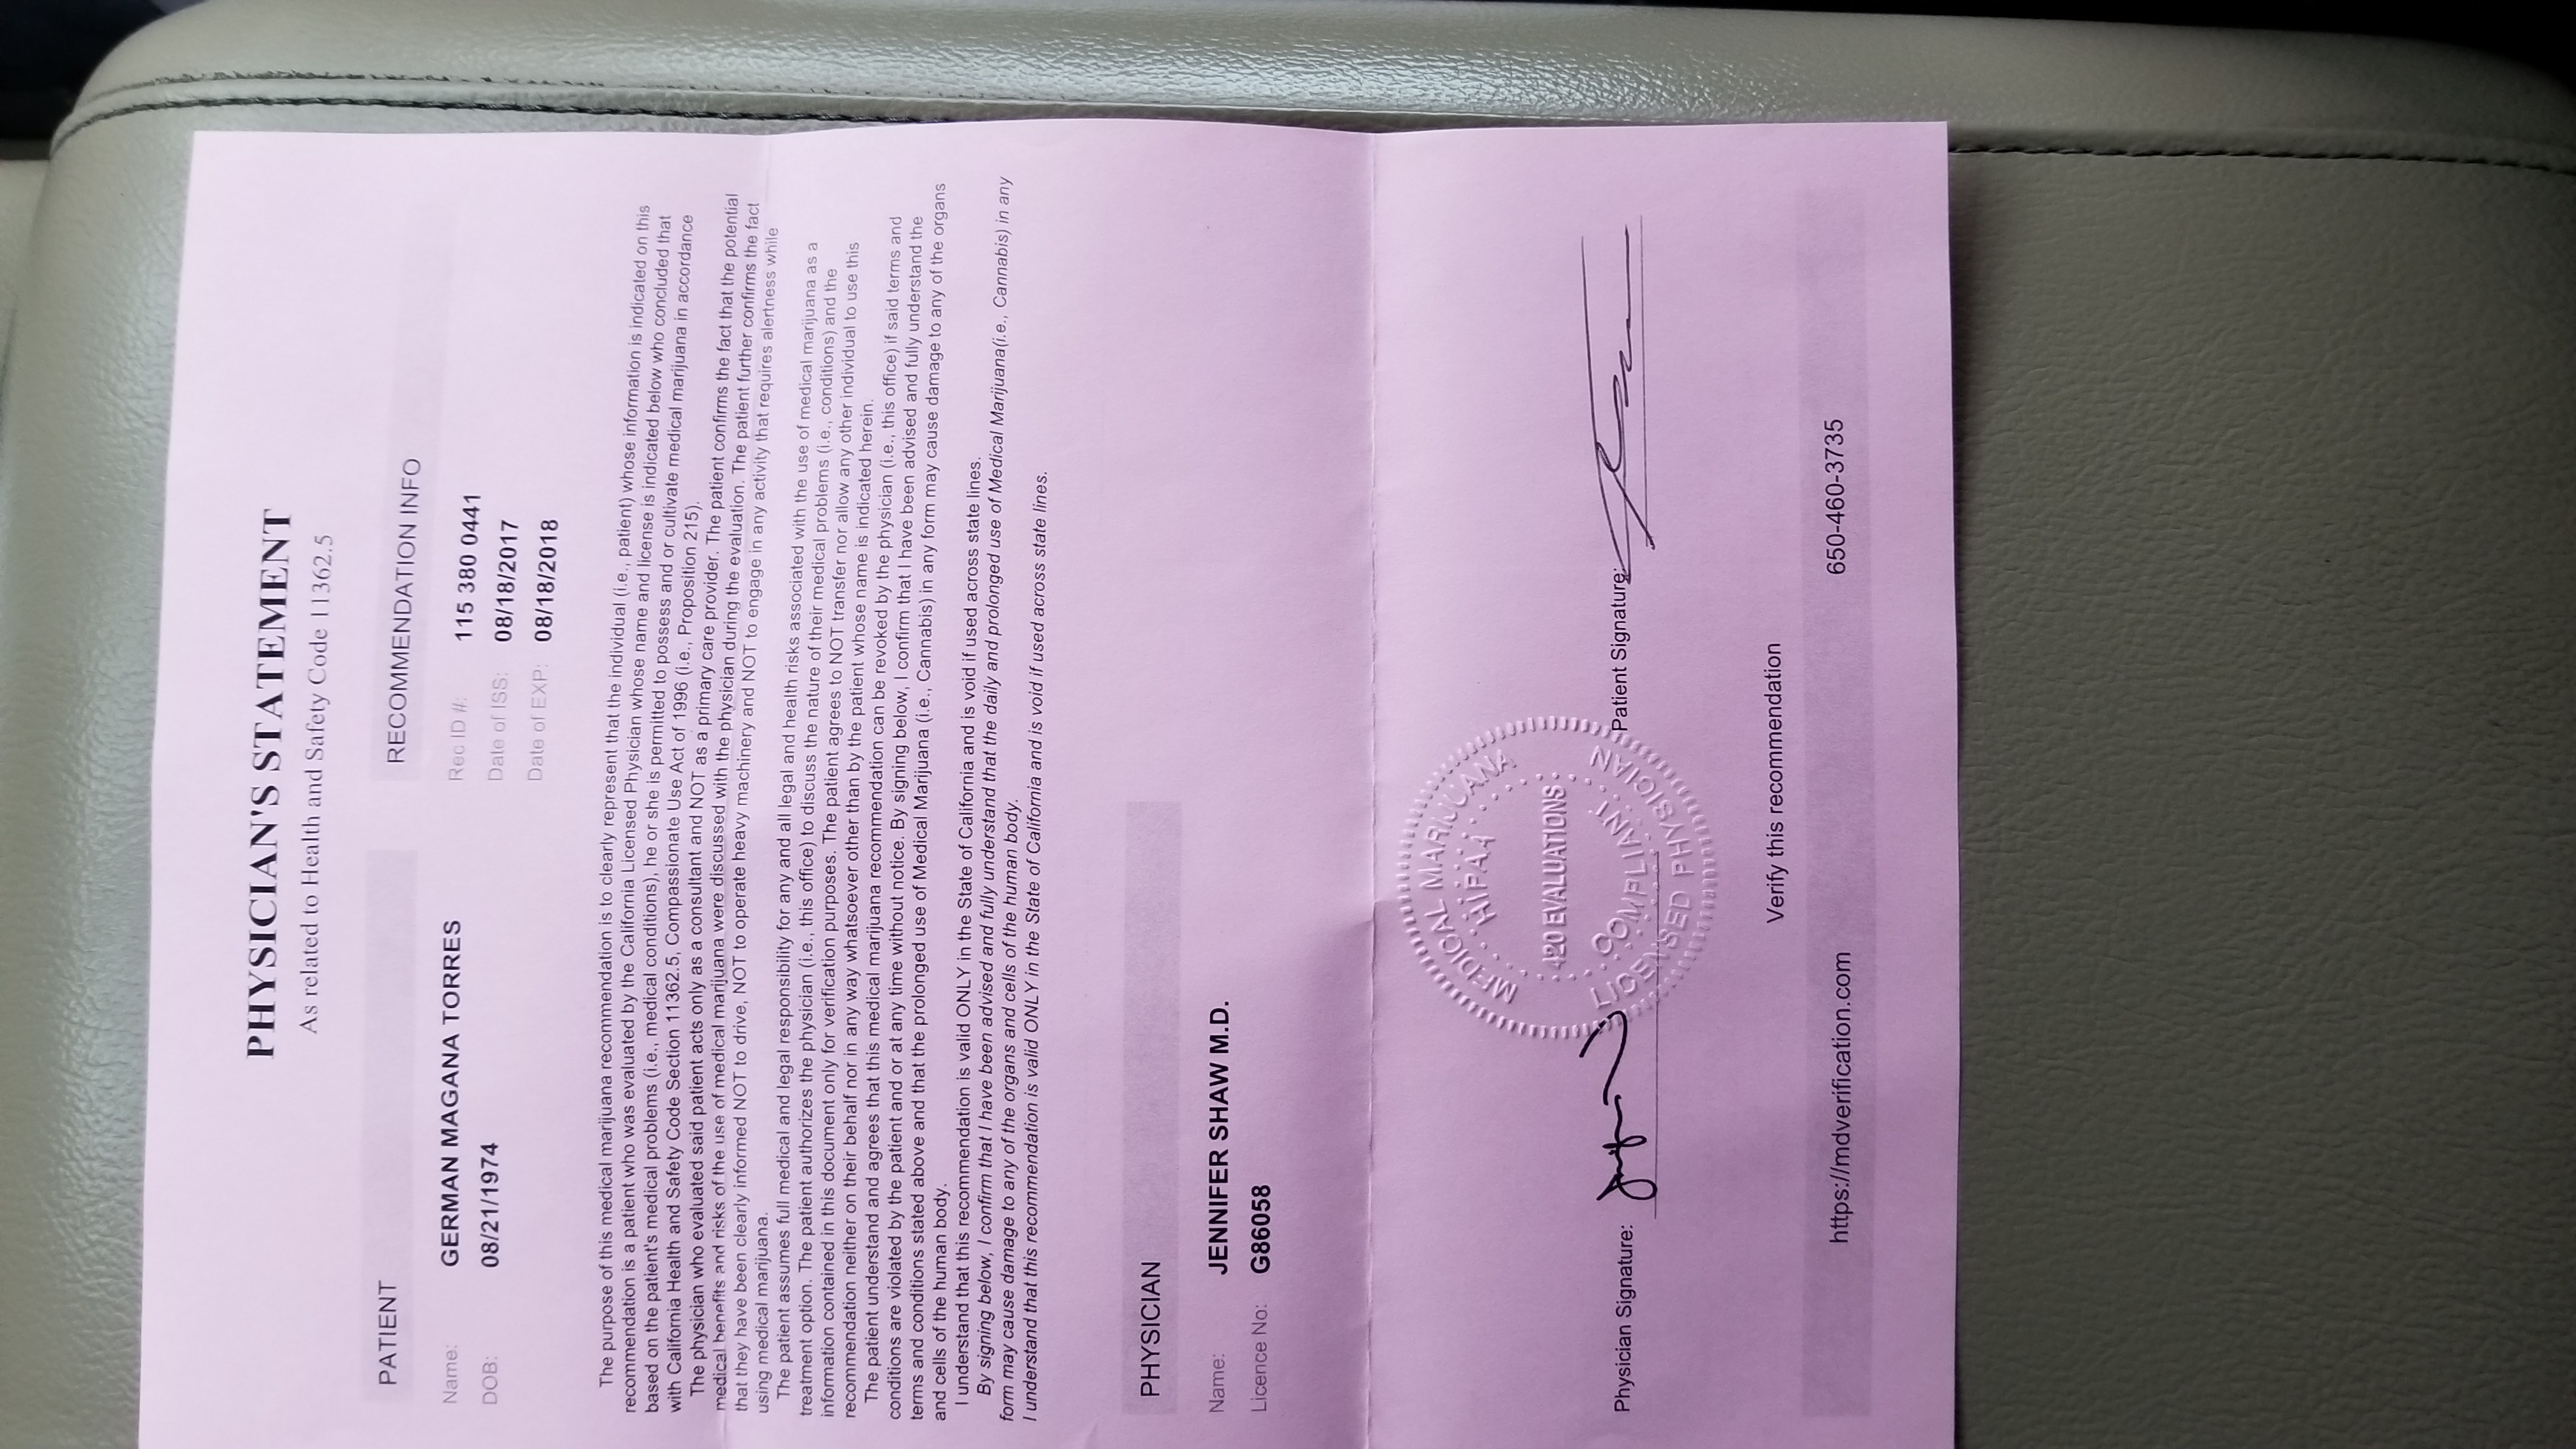 PHYSICIAN'S STATEMENT
As related to Health and Safety Code 11362.5
PATIENT
Name: GERMAN MAGANA TORRES
DOB: 08/21/1974
RECOMMENDATION INFO
Rec ID #: 115 380 0441
Date of ISS: 08/18/2017
Date of EXP: 08/18/2018
The purpose of this medical marijuana recommendation is to clearly represent that the individual (i.e., patient) whose information is indicated on this
recommendation is a patient who was evaluated by the California Licensed Physician whose name and license is indicated below who concluded that
based on the patient's medical problems (i.e., medical conditions), he or she is permitted to possess and or cultivate medical marijuana in accordance
with California Health and Safety Code Section 11362.5, Compassionate Use Act of 1996 (i.e., Proposition 215).
The physician who evaluated said patient acts only as a consultant and NOT as a primary care provider. The patient confirms the fact that the potential
medical benefits and risks of the use of medical marijuana were discussed with the physician during the evaluation. The patient further confirms the fact
that they have been clearly informed NOT to drive, NOT to operate heavy machinery and NOT to engage in any activity that requires alertness while
using medical marijuana.
The patient assumes full medical and legal responsibility for any and all legal and health risks associated with the use of medical marijuana as a
treatment option. The patient authorizes the physician (i.e., this office) to discuss the nature of their medical problems (i.e., conditions) and the
information contained in this document only for verification purposes. The patient agrees to NOT transfer nor allow any other individual to use this
recommendation neither on their behalf nor in any way whatsoever other than by the patient whose name is indicated herein.
The patient understand and agrees that this medical marijuana recommendation can be revoked by the physician (i.e., this office) if said terms and
conditions are violated by the patient and or at any time without notice. By signing below, I confirm that I have been advised and fully understand the
terms and conditions stated above and that the prolonged use of Medical Marijuana (i.e., Cannabis) in any form may cause damage to any of the organs
and cells of the human body.
I understand that this recommendation is valid ONLY in the State of California and is void if used across state lines.
By signing below, I confirm that I have been advised and fully understand that the daily and prolonged use of Medical Marijuana(i.e., Cannabis) in any
form may cause damage to any of the organs and cells of the human body.
I understand that this recommendation is valid ONLY in the State of California and is void if used across state lines.
PHYSICIAN
Name: JENNIFER SHAW M.D.
Licence No: G86058
MEDICAL MARIJUANA
HIPAA
420 EVALUATIONS
COMPLIANT
LICENSED PHYSICIAN
Physician Signature:
Patient Signature:
Verify this recommendation
https://mdverification.com
650-460-3735